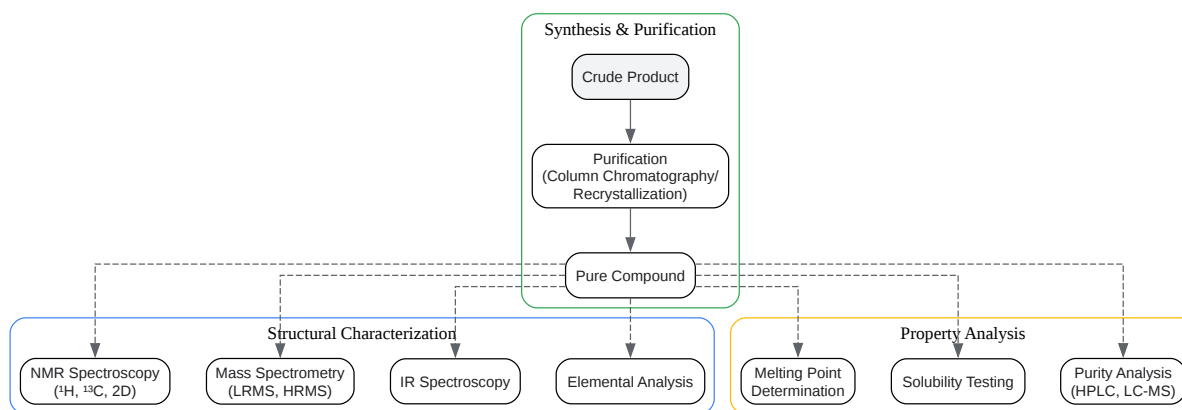 Synthesis & Purification
Crude Product
Purification
(Column Chromatography/
Recrystallization)
Pure Compound
Structural Characterization
Property Analysis
NMR Spectroscopy
(¹H, ¹³C, 2D)
Mass Spectrometry
(LRMS, HRMS)
IR Spectroscopy
Elemental Analysis
Melting Point
Determination
Solubility Testing
Purity Analysis
(HPLC, LC-MS)